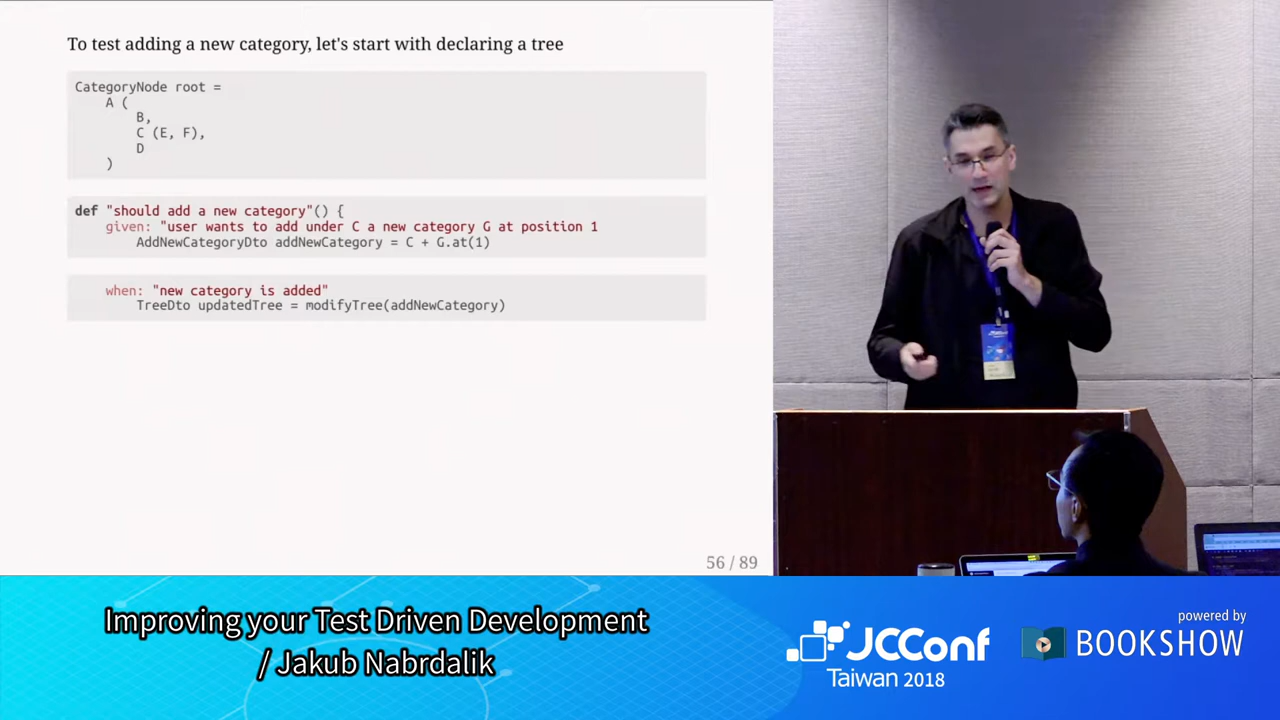 To test adding a new category, let's start with declaring a tree
CategoryNode root =
A (
B,
C (E, F),
D
)
def "should add a new category"() {
given: "user wants to add under C a new category G at position 1
AddNewCategoryDto addNewCategory = C + G.at(1)
when: "new category is added"
TreeDto updatedTree = modifyTree(addNewCategory)
56 / 89
Improving your Test Driven Development
/ Jakub Nabrdalik
JCConf
Taiwan 2018
powered by
BOOKSHOW